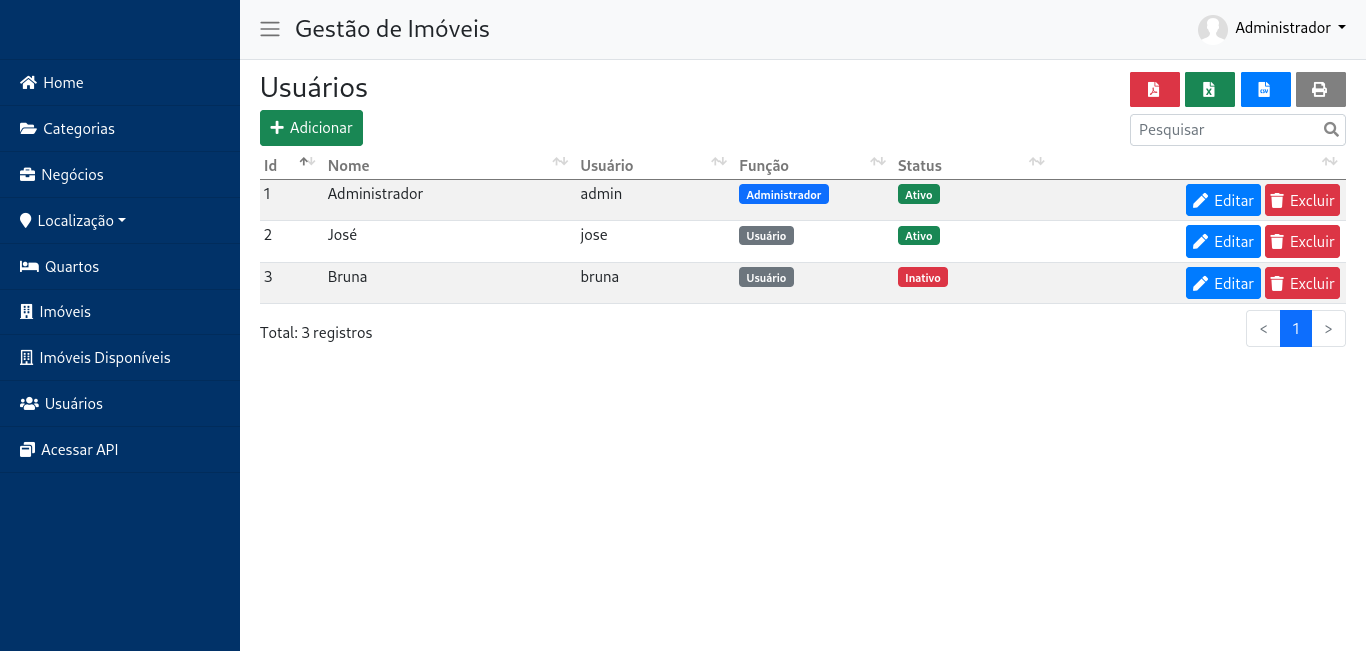 Gestão de Imóveis
Administrador
Home
Categorias
Negócios
Localização
Quartos
Imóveis
Imóveis Disponíveis
Usuários
Acessar API
Usuários
Adicionar
CSV
Pesquisar
Id Nome Usuário Função Status
1 Administrador admin Administrador Ativo Editar Excluir
2 José jose Usuário Ativo Editar Excluir
3 Bruna bruna Usuário Inativo Editar Excluir
Total: 3 registros
< 1 >